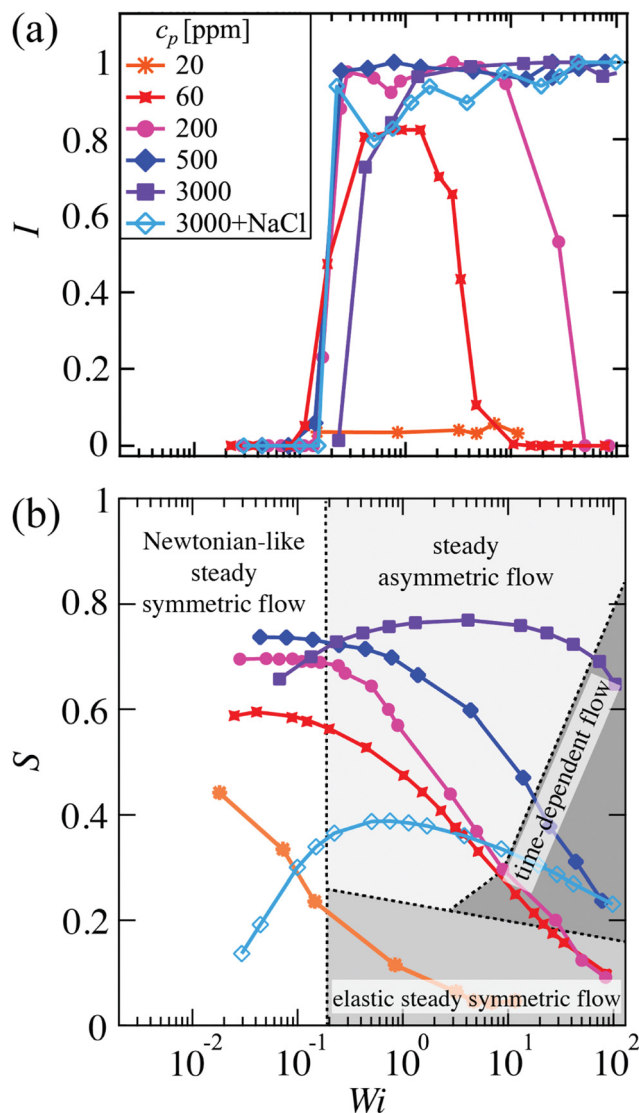 (a)
c_p [ppm]
20
60
200
500
3000
3000+NaCl
1
0.8
0.6
0.4
0.2
0
I
(b)
1
0.8
0.6
0.4
0.2
0
S
Newtonian-like
steady
symmetric flow
steady
asymmetric flow
time-dependent flow
elastic steady symmetric flow
10^-2
10^-1
10^0
10^1
10^2
Wi